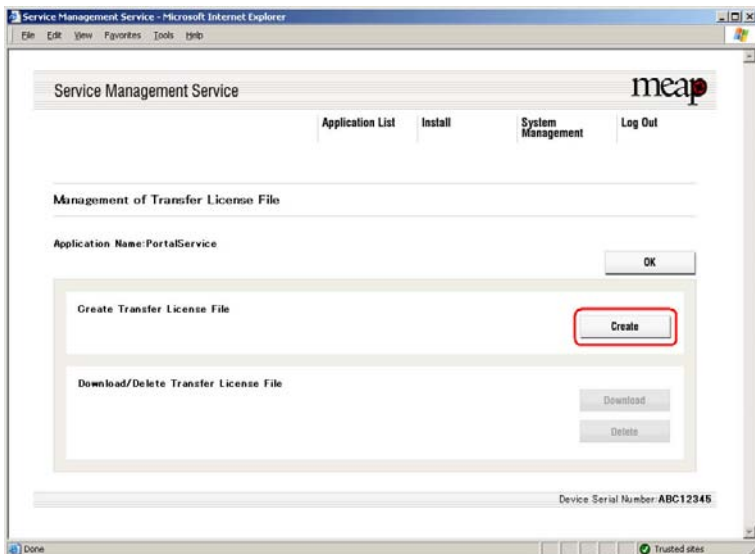 Service Management Service - Microsoft Internet Explorer
File Edit View Favorites Tools Help
Service Management Service
meap
Application List Install System Management Log Out
Management of Transfer License File
Application Name:PortalService
OK
Create Transfer License File
Create
Download/Delete Transfer License File
Download
Delete
Device Serial Number:ABC12345
Done Trusted sites